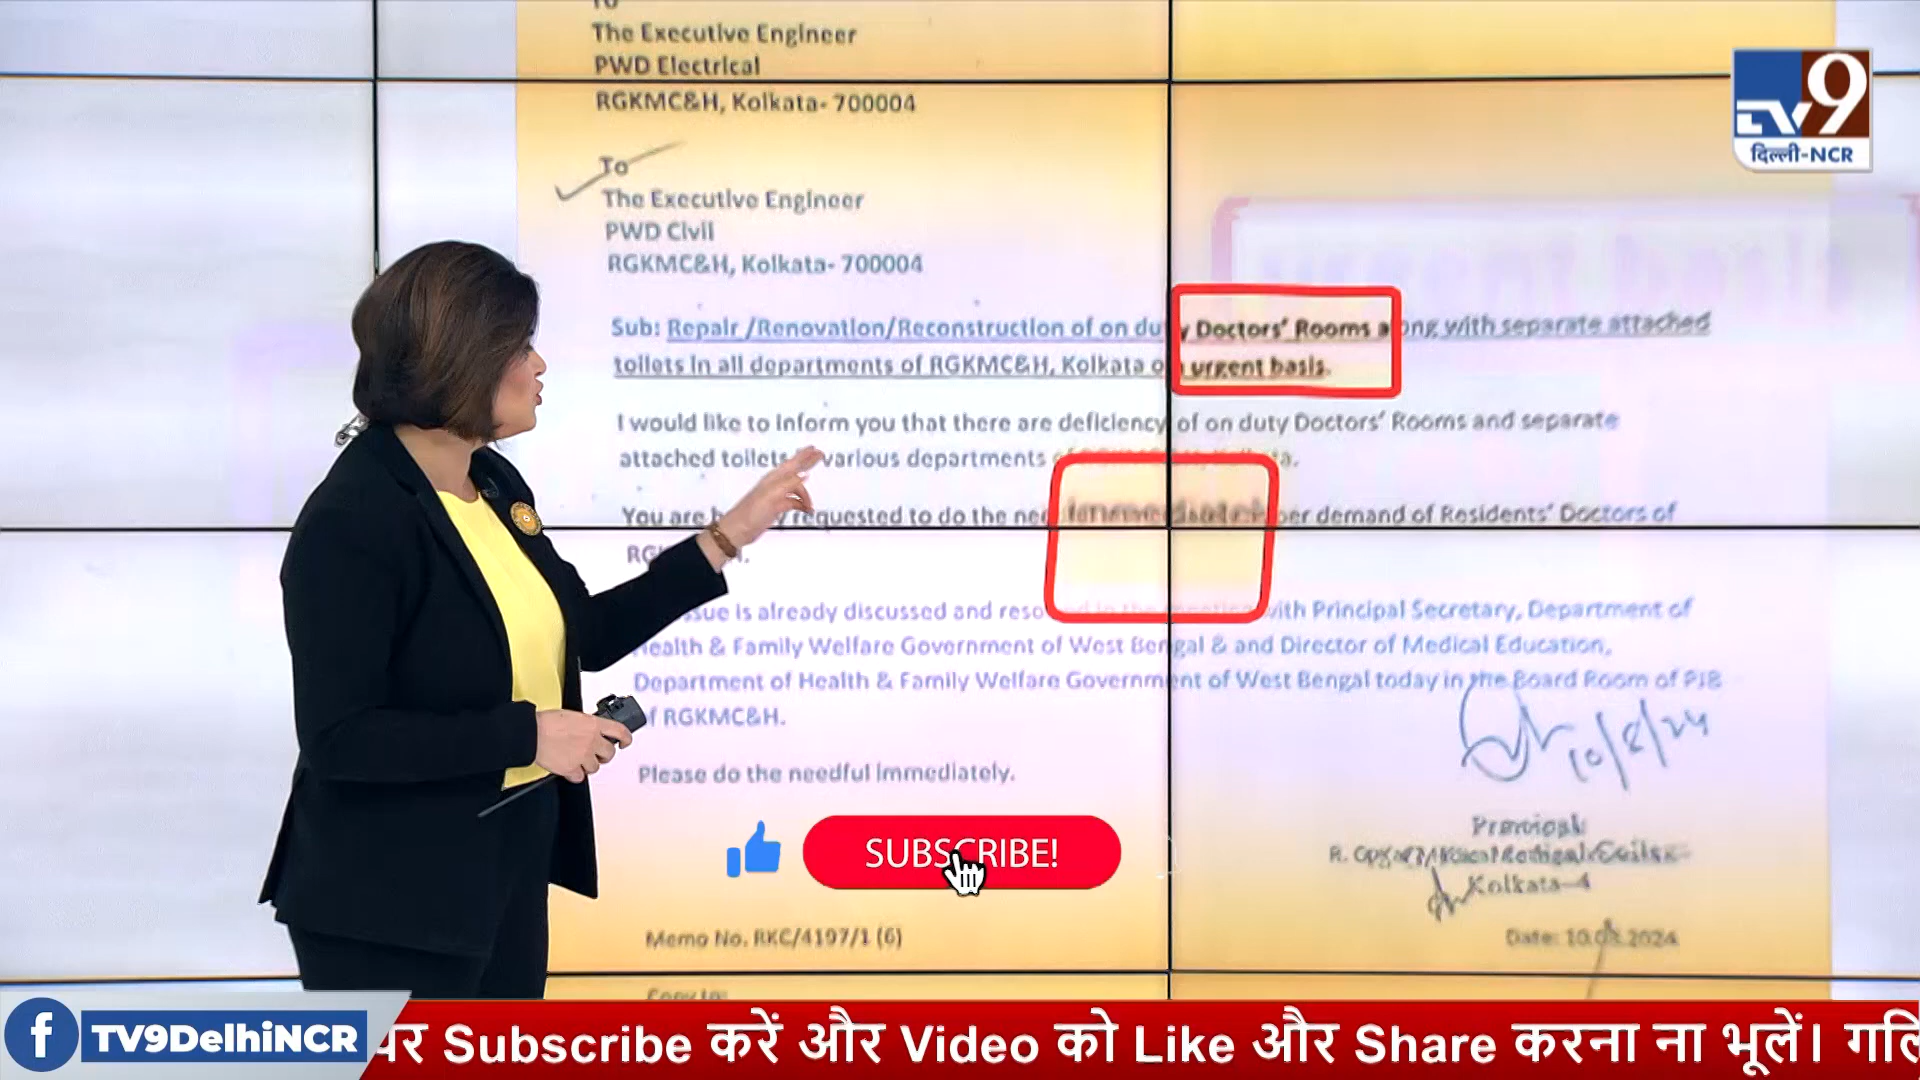 To
The Executive Engineer
PWD Electrical
RGKMC&H, Kolkata- 700004
To
The Executive Engineer
PWD Civil
RGKMC&H, Kolkata- 700004
Sub: Repair /Renovation/Reconstruction of on duty Doctors' Rooms along with separate attached
toilets in all departments of RGKMC&H, Kolkata on urgent basis.
I would like to inform you that there are deficiency of on duty Doctors' Rooms and separate
attached toilets various departments
You are requested to do the immediately per demand of Residents' Doctors of
issue is already discussed and with Principal Secretary, Department of
Health & Family Welfare Government of West Bengal & and Director of Medical Education,
Department of Health & Family Welfare Government of West Bengal today in the Board Room of
of RGKMC&H.
10/8/24
Please do the needful immediately.
Principal
Kolkata-4
Memo No. RKC/4197/1 (6)
Date: 10.08.2024
Copy to:
urgent basis
TV9
दिल्ली-NCR
SUBSCRIBE!
f TV9DelhiNCR
पर Subscribe करें और Video को Like और Share करना ना भूलें।